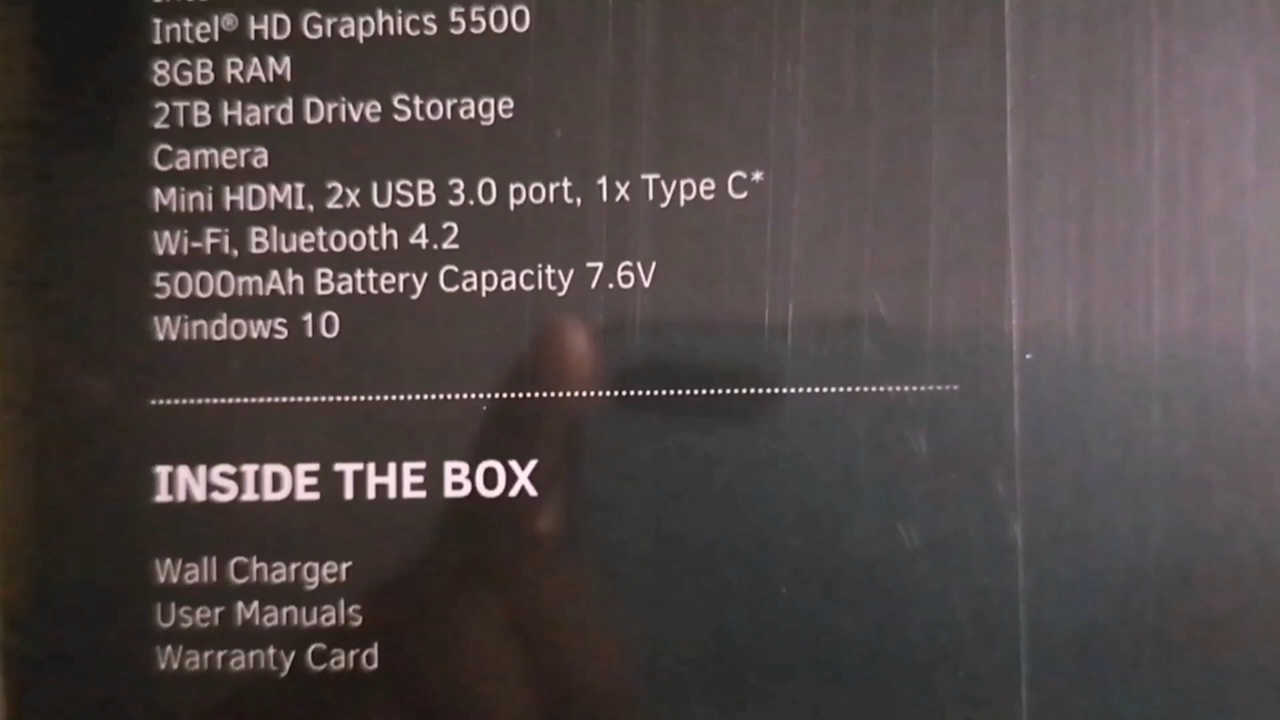 Intel® HD Graphics 5500
8GB RAM
2TB Hard Drive Storage
Camera
Mini HDMI, 2x USB 3.0 port, 1x Type C*
Wi-Fi, Bluetooth 4.2
5000mAh Battery Capacity 7.6V
Windows 10
INSIDE THE BOX
Wall Charger
User Manuals
Warranty Card